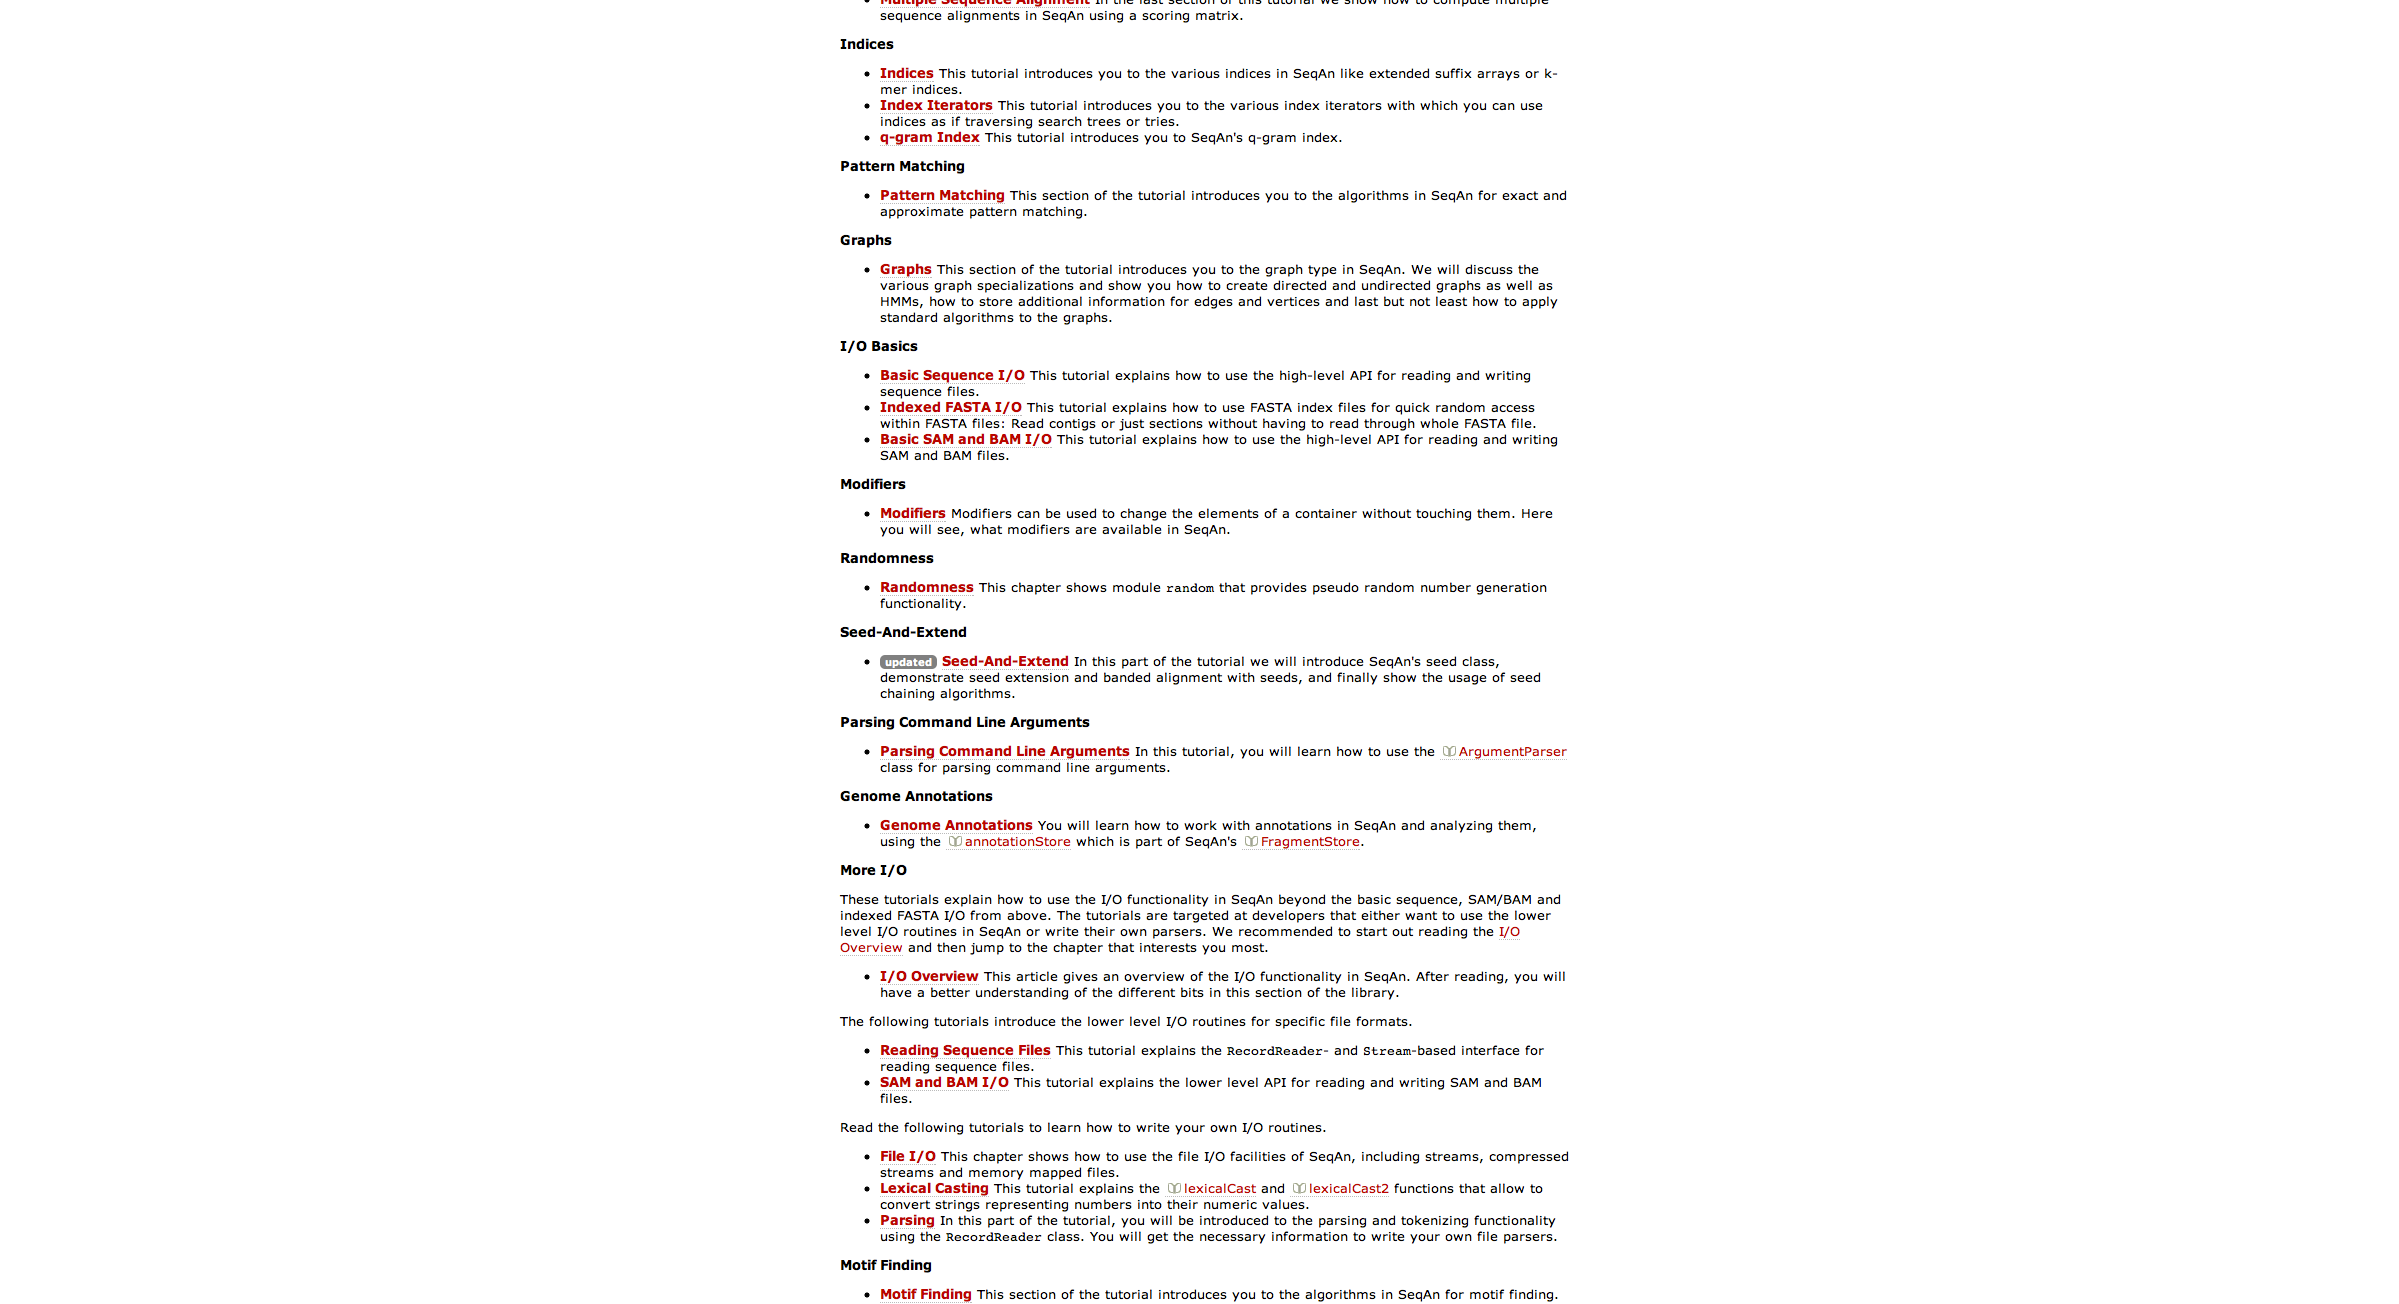 Multiple Sequence Alignment In the last section of this tutorial we show how to compute multiple
sequence alignments in SeqAn using a scoring matrix.
Indices
Indices This tutorial introduces you to the various indices in SeqAn like extended suffix arrays or k-
mer indices.
Index Iterators This tutorial introduces you to the various index iterators with which you can use
indices as if traversing search trees or tries.
q-gram Index This tutorial introduces you to SeqAn's q-gram index.
Pattern Matching
Pattern Matching This section of the tutorial introduces you to the algorithms in SeqAn for exact and
approximate pattern matching.
Graphs
Graphs This section of the tutorial introduces you to the graph type in SeqAn. We will discuss the
various graph specializations and show you how to create directed and undirected graphs as well as
HMMs, how to store additional information for edges and vertices and last but not least how to apply
standard algorithms to the graphs.
I/O Basics
Basic Sequence I/O This tutorial explains how to use the high-level API for reading and writing
sequence files.
Indexed FASTA I/O This tutorial explains how to use FASTA index files for quick random access
within FASTA files: Read contigs or just sections without having to read through whole FASTA file.
Basic SAM and BAM I/O This tutorial explains how to use the high-level API for reading and writing
SAM and BAM files.
Modifiers
Modifiers Modifiers can be used to change the elements of a container without touching them. Here
you will see, what modifiers are available in SeqAn.
Randomness
Randomness This chapter shows module random that provides pseudo random number generation
functionality.
Seed-And-Extend
updated Seed-And-Extend In this part of the tutorial we will introduce SeqAn's seed class,
demonstrate seed extension and banded alignment with seeds, and finally show the usage of seed
chaining algorithms.
Parsing Command Line Arguments
Parsing Command Line Arguments In this tutorial, you will learn how to use the ArgumentParser
class for parsing command line arguments.
Genome Annotations
Genome Annotations You will learn how to work with annotations in SeqAn and analyzing them,
using the annotationStore which is part of SeqAn's FragmentStore.
More I/O
These tutorials explain how to use the I/O functionality in SeqAn beyond the basic sequence, SAM/BAM and
indexed FASTA I/O from above. The tutorials are targeted at developers that either want to use the lower
level I/O routines in SeqAn or write their own parsers. We recommended to start out reading the I/O
Overview and then jump to the chapter that interests you most.
I/O Overview This article gives an overview of the I/O functionality in SeqAn. After reading, you will
have a better understanding of the different bits in this section of the library.
The following tutorials introduce the lower level I/O routines for specific file formats.
Reading Sequence Files This tutorial explains the RecordReader- and Stream-based interface for
reading sequence files.
SAM and BAM I/O This tutorial explains the lower level API for reading and writing SAM and BAM
files.
Read the following tutorials to learn how to write your own I/O routines.
File I/O This chapter shows how to use the file I/O facilities of SeqAn, including streams, compressed
streams and memory mapped files.
Lexical Casting This tutorial explains the lexicalCast and lexicalCast2 functions that allow to
convert strings representing numbers into their numeric values.
Parsing In this part of the tutorial, you will be introduced to the parsing and tokenizing functionality
using the RecordReader class. You will get the necessary information to write your own file parsers.
Motif Finding
Motif Finding This section of the tutorial introduces you to the algorithms in SeqAn for motif finding.